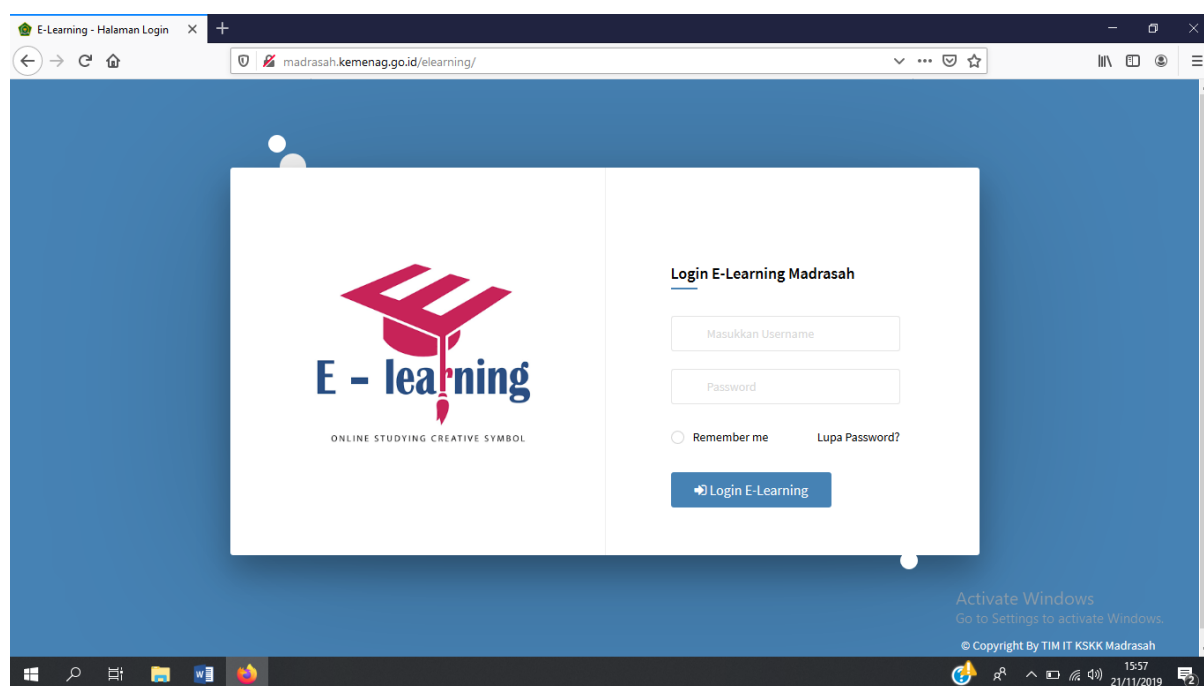 E-Learning - Halaman Login
madrasah.kemenag.go.id/elearning/
E - learning
ONLINE STUDYING CREATIVE SYMBOL
Login E-Learning Madrasah
Masukkan Username
Password
Remember me Lupa Password?
Login E-Learning
Activate Windows
Go to Settings to activate Windows.
© Copyright By TIM IT KSKK Madrasah
15:57
21/11/2019
2